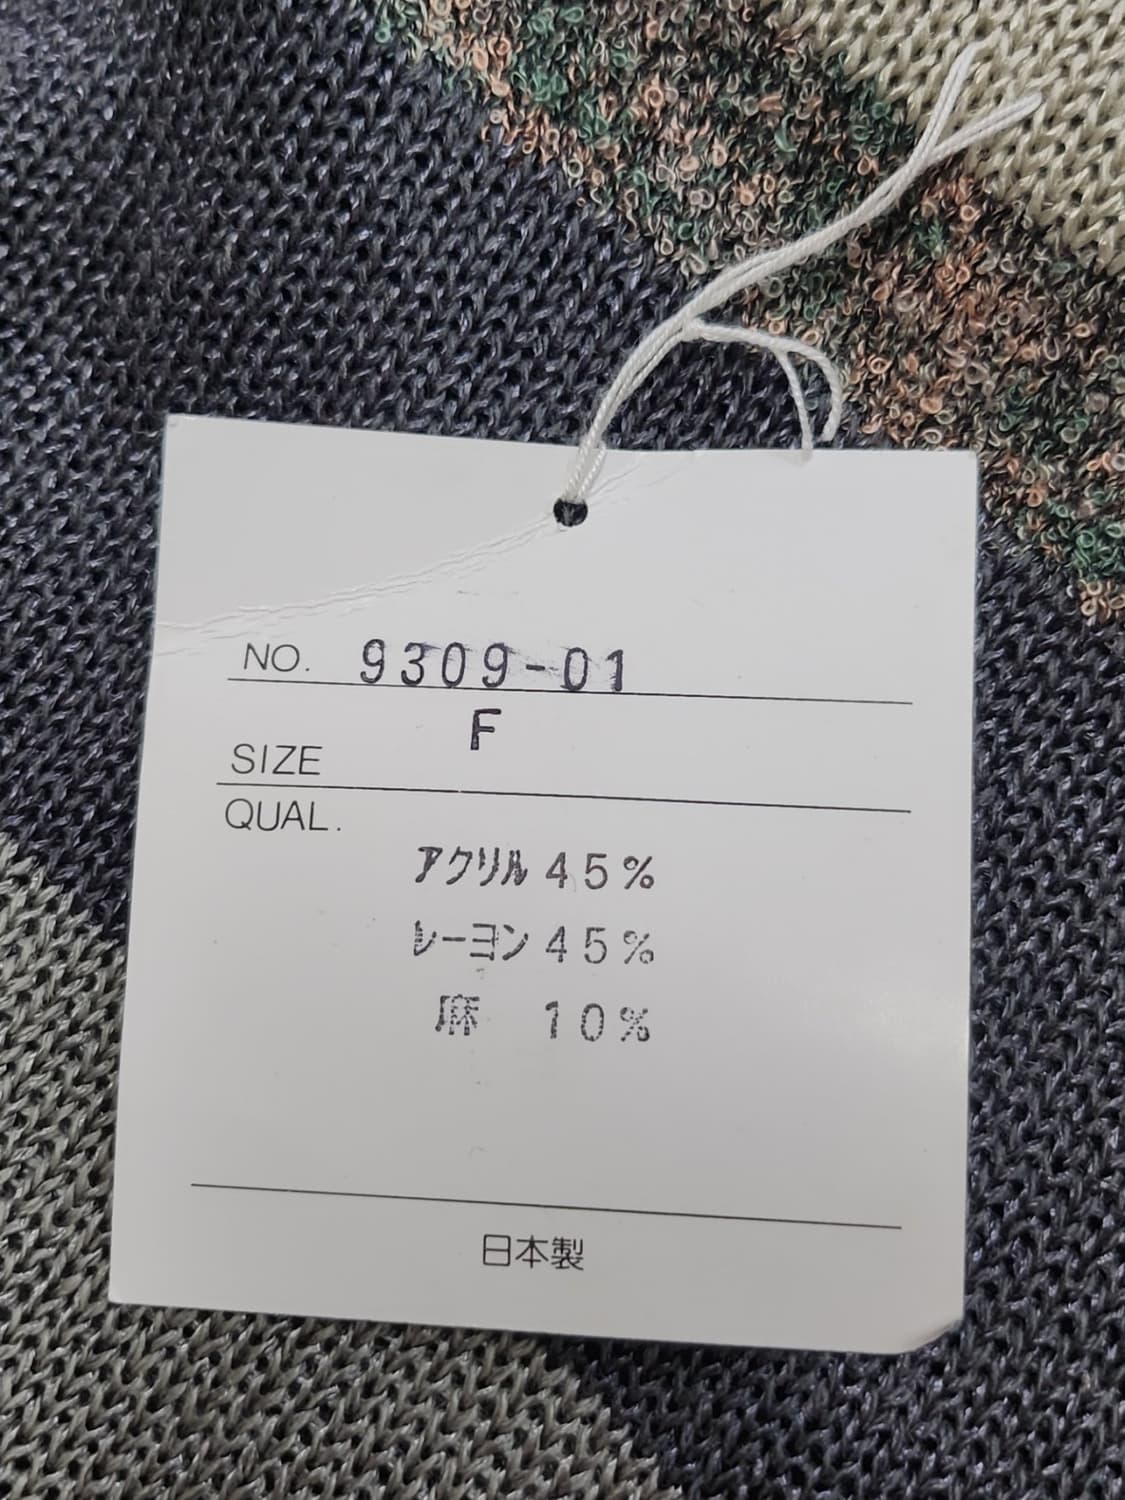 NO. 9309-01
SIZE F
QUAL.
アクリル 45%
レーヨン 45%
麻 10%
日本製